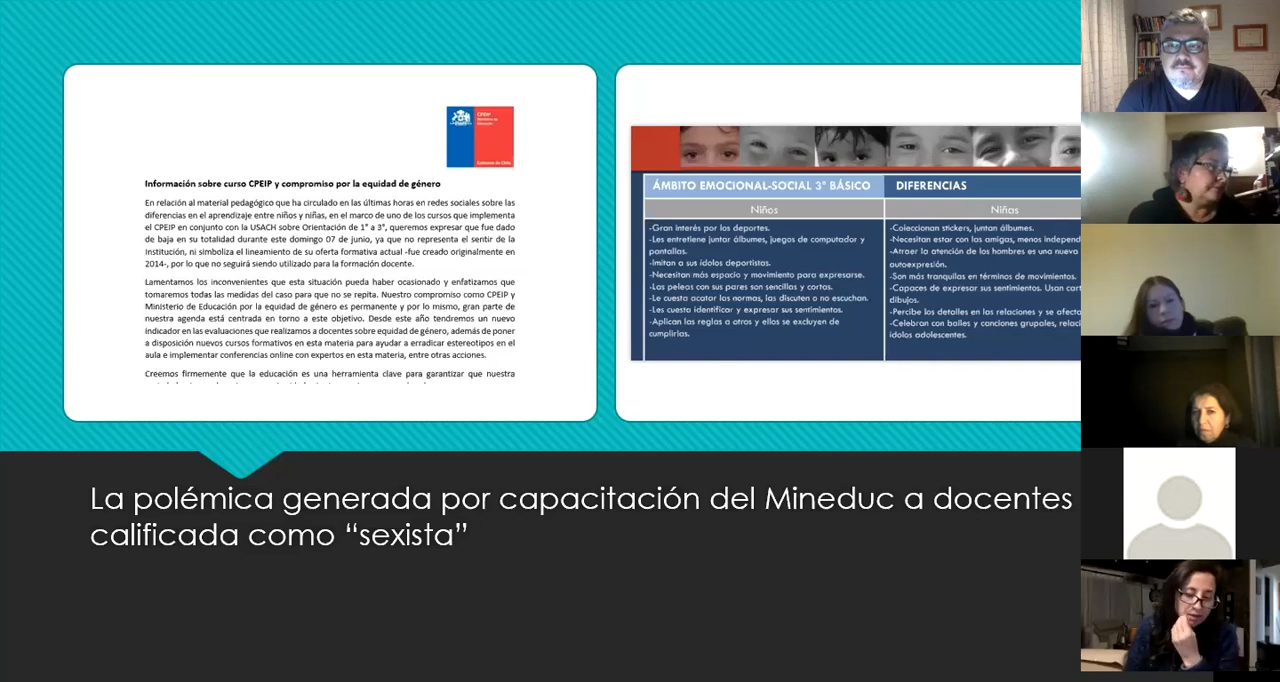 CPEIP
Ministerio de
Educación
Gobierno de Chile
Información sobre curso CPEIP y compromiso por la equidad de género
En relación al material pedagógico que ha circulado en las últimas horas en redes sociales sobre las
diferencias en el aprendizaje entre niños y niñas, en el marco de uno de los cursos que implementa
el CPEIP en conjunto con la USACH sobre Orientación de 1° a 3°, queremos expresar que fue dado
de baja en su totalidad durante este domingo 07 de junio, ya que no representa el sentir de la
Institución, ni simboliza el lineamiento de su oferta formativa actual -fue creado originalmente en
2014-, por lo que no seguirá siendo utilizado para la formación docente.
Lamentamos los inconvenientes que esta situación pueda haber ocasionado y enfatizamos que
tomaremos todas las medidas del caso para que no se repita. Nuestro compromiso como CPEIP y
Ministerio de Educación por la equidad de género es permanente y por lo mismo, gran parte de
nuestra agenda está centrada en torno a este objetivo. Desde este año tendremos un nuevo
indicador en las evaluaciones que realizamos a docentes sobre equidad de género, además de poner
a disposición nuevos cursos formativos en esta materia para ayudar a erradicar estereotipos en el
aula e implementar conferencias online con expertos en esta materia, entre otras acciones.
Creemos firmemente que la educación es una herramienta clave para garantizar que nuestra
ÁMBITO EMOCIONAL-SOCIAL 3° BÁSICO
Niños
-Gran interés por los deportes.
-Les entretiene juntar álbumes, juegos de computador y
pantallas.
-Imitan a sus ídolos deportistas.
-Necesitan más espacio y movimiento para expresarse.
-Las peleas con sus pares son sencillas y cortas.
-Le cuesta acatar las normas, las discuten o no escuchan.
-Les cuesta identificar y expresar sus sentimientos.
-Aplican las reglas a otros y ellos se excluyen de
cumplirlas.
DIFERENCIAS
Niñas
-Coleccionan stickers, juntan álbumes.
-Necesitan estar con las amigas, menos independ
-Atraer la atención de los hombres es una nueva
autoexpresión.
-Son más tranquilas en términos de movimientos.
-Capaces de expresar sus sentimientos. Usan cart
dibujos.
-Percibe los detalles en las relaciones y se afecta
-Celebran con bailes y canciones grupales, relaci
ídolos adolescentes.
La polémica generada por capacitación del Mineduc a docentes
calificada como “sexista”